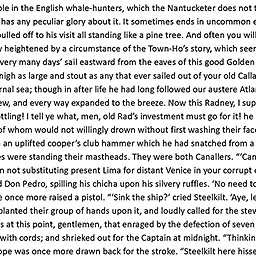 ble in the English whale-hunters, which the Nantucketer does not
has any peculiar glory about it. It sometimes ends in uncommon e
oulled off to his visit all standing like a pine tree. And often you will
y heightened by a circumstance of the Town-Ho's story, which seem
very many days' sail eastward from the eaves of this good Golden
nigh as large and stout as any that ever sailed out of your old Calla
rnal sea; though in after life he had long followed our austere Atla
ew, and every way expanded to the breeze. Now this Radney, I sup
ottling! I tell ye what, men, old Rad's investment must go for it! he
of whom would not willingly drown without first washing their face
n an uplifted cooper's club hammer which he had snatched from a
es were standing their mastheads. They were both Canallers. “‘Can
n not substituting present Lima for distant Venice in your corrupt c
d Don Pedro, spilling his chicha upon his silvery ruffles. ‘No need to
e once more raised a pistol. “‘Sink the ship?’ cried Steelkilt. ‘Aye, le
planted their group of hands upon it, and loudly called for the stew
s at this point, gentlemen, that enraged by the defection of seven
with cords; and shrieked out for the Captain at midnight. “Thinking
ope was once more drawn back for the stroke. “Steelkilt here hisse